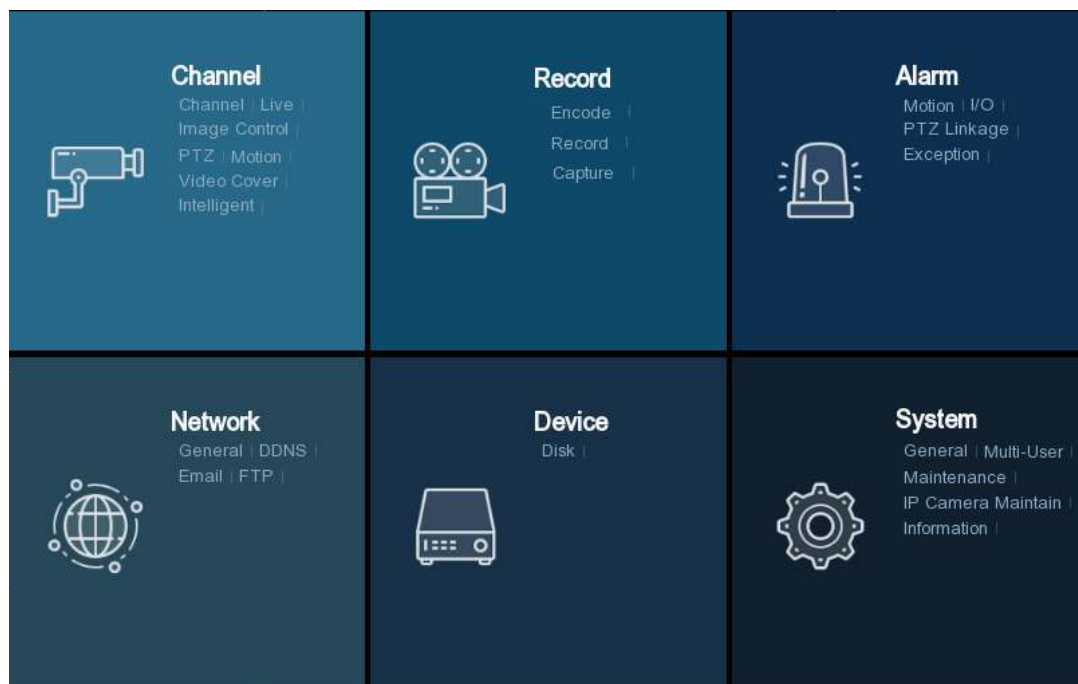 Channel
Channel | Live |
Image Control |
PTZ | Motion |
Video Cover |
Intelligent |
Record
Encode |
Record |
Capture |
Alarm
Motion | I/O |
PTZ Linkage |
Exception |
Network
General | DDNS |
Email | FTP |
Device
Disk |
System
General | Multi-User |
Maintenance |
IP Camera Maintain |
Information |